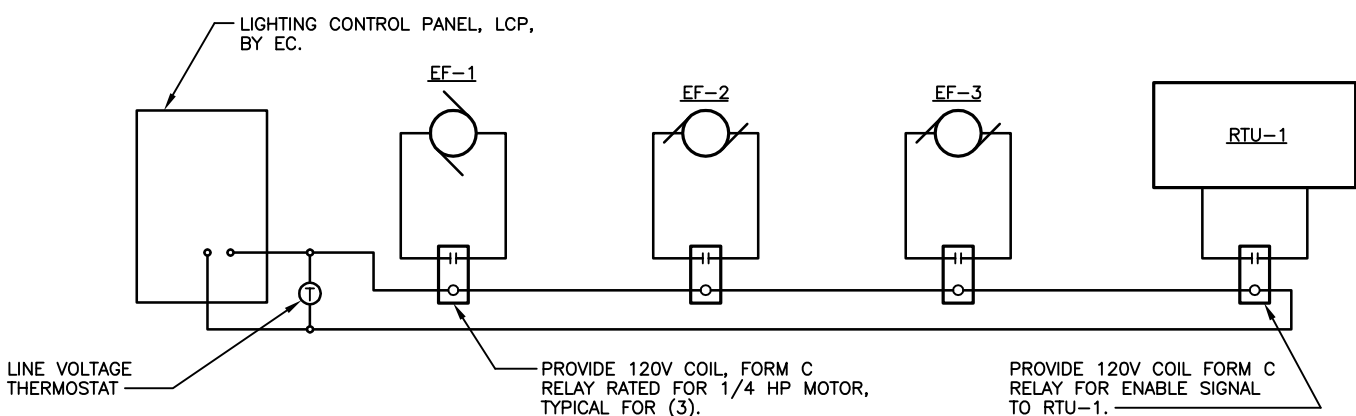 LIGHTING CONTROL PANEL, LCP,
BY EC.
EF-1
EF-2
EF-3
RTU-1
T
LINE VOLTAGE
THERMOSTAT
PROVIDE 120V COIL, FORM C
RELAY RATED FOR 1/4 HP MOTOR,
TYPICAL FOR (3).
PROVIDE 120V COIL FORM C
RELAY FOR ENABLE SIGNAL
TO RTU-1.